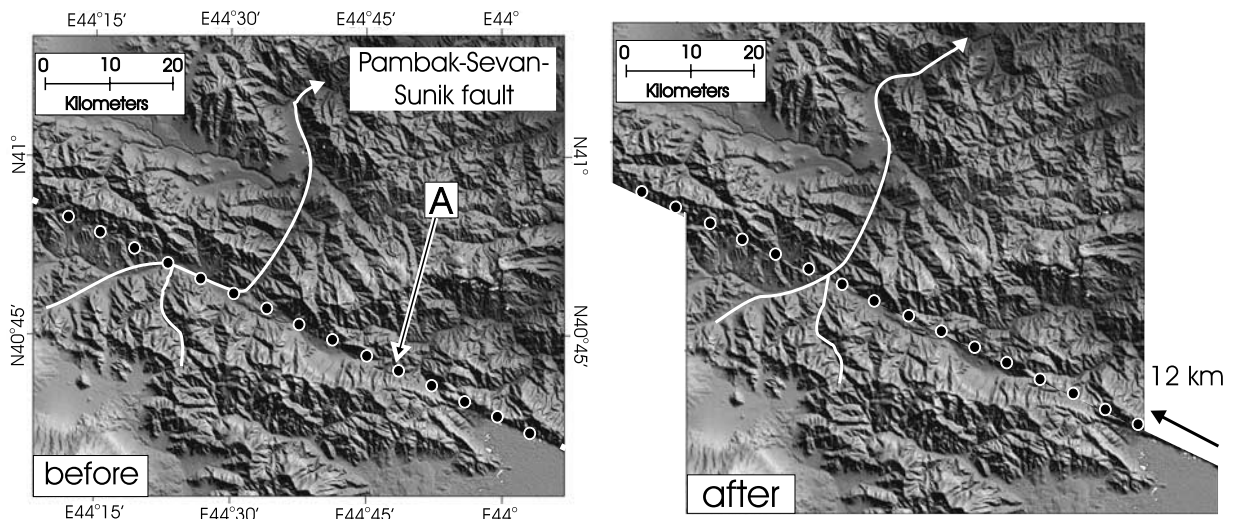 E44°15' E44°30' E44°45' E44°
0 10 20
Kilometers
Pambak-Sevan-
Sunik fault
N41° N41°
A
N40°45' N40°45'
before
E44°15' E44°30' E44°45' E44°
0 10 20
Kilometers
12 km
after